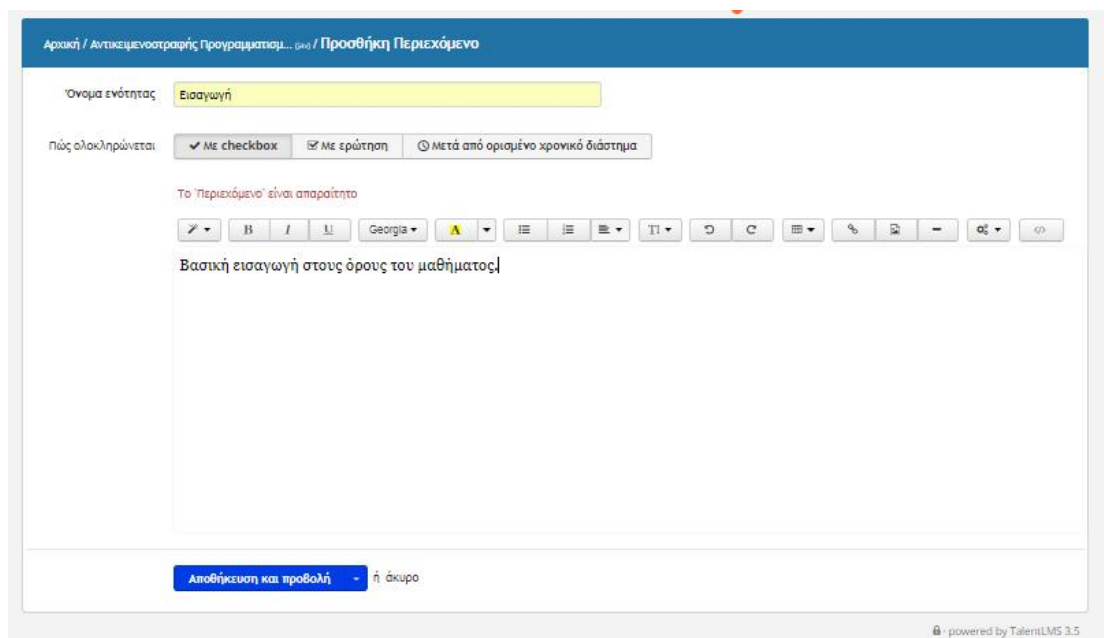 Αρχική / Αντικειμενοστραφής Προγραμματισμ... (jav) / Προσθήκη Περιεχόμενο
Όνομα ενότητας Εισαγωγή
Πώς ολοκληρώνεται Με checkbox Με ερώτηση Μετά από ορισμένο χρονικό διάστημα
Το 'Περιεχόμενο' είναι απαραίτητο
B I U Georgia A TI </>
Βασική εισαγωγή στους όρους του μαθήματος.
Αποθήκευση και προβολή ή άκυρο
· powered by TalentLMS 3.5